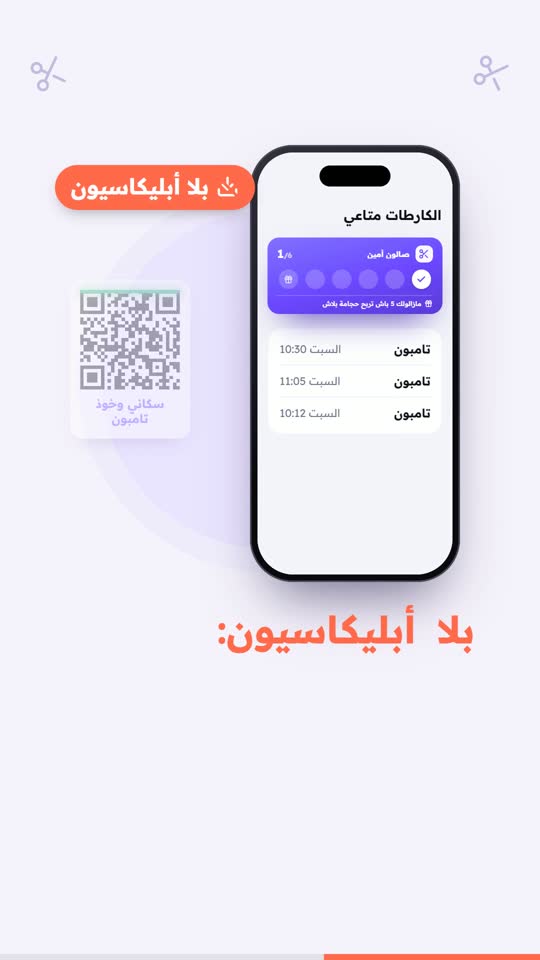 بلا أبليكاسيون
الكارطات متاعي
صالون أمين
1/6
مازالولك 5 باش تربح حجامة بلاش
تامبون السبت 10:30
تامبون السبت 11:05
تامبون السبت 10:12
سكاني وخوذ
تامبون
بلا أبليكاسيون: